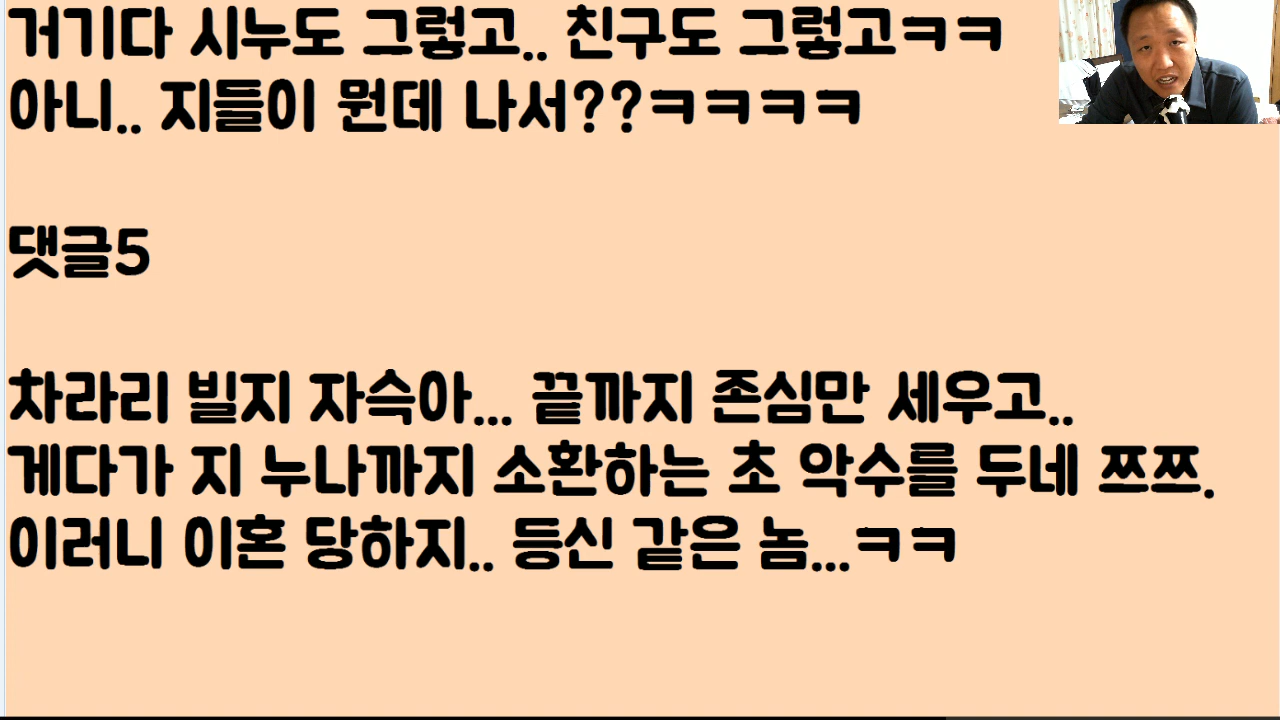 거기다 시누도 그렇고.. 친구도 그렇고ㅋㅋ
아니.. 지들이 뭔데 나서??ㅋㅋㅋㅋ
댓글5
차라리 빌지 자슥아... 끝까지 존심만 세우고..
게다가 지 누나까지 소환하는 초 악수를 두네 쯔쯔.
이러니 이혼 당하지.. 등신 같은 놈...ㅋㅋ